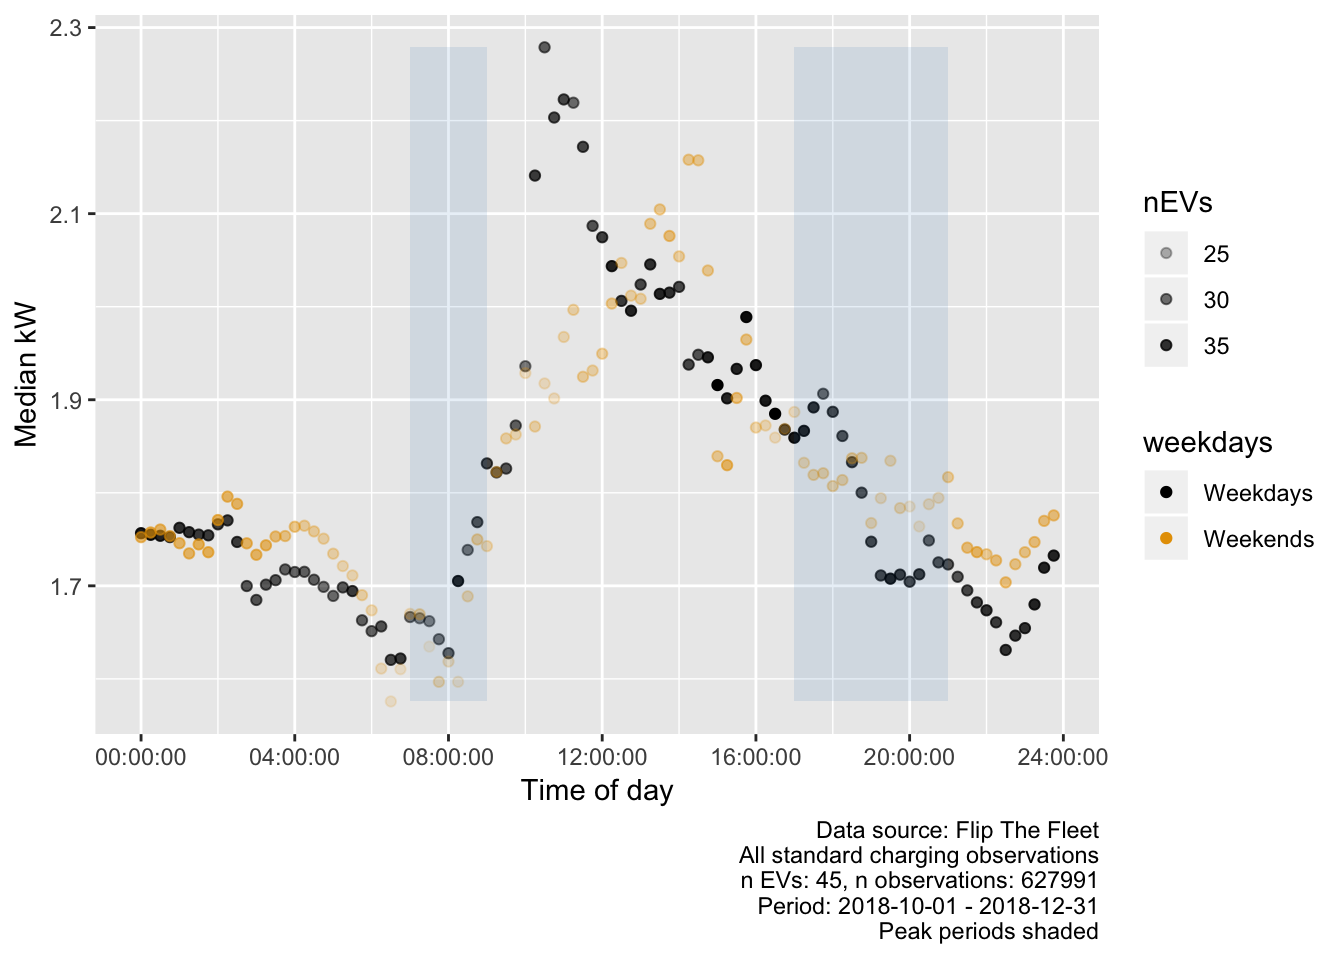 2.3
2.1
1.9
1.7
Median kW
00:00:00 04:00:00 08:00:00 12:00:00 16:00:00 20:00:00 24:00:00
Time of day
nEVs
25
30
35
weekdays
Weekdays
Weekends
Data source: Flip The Fleet
All standard charging observations
n EVs: 45, n observations: 627991
Period: 2018-10-01 - 2018-12-31
Peak periods shaded